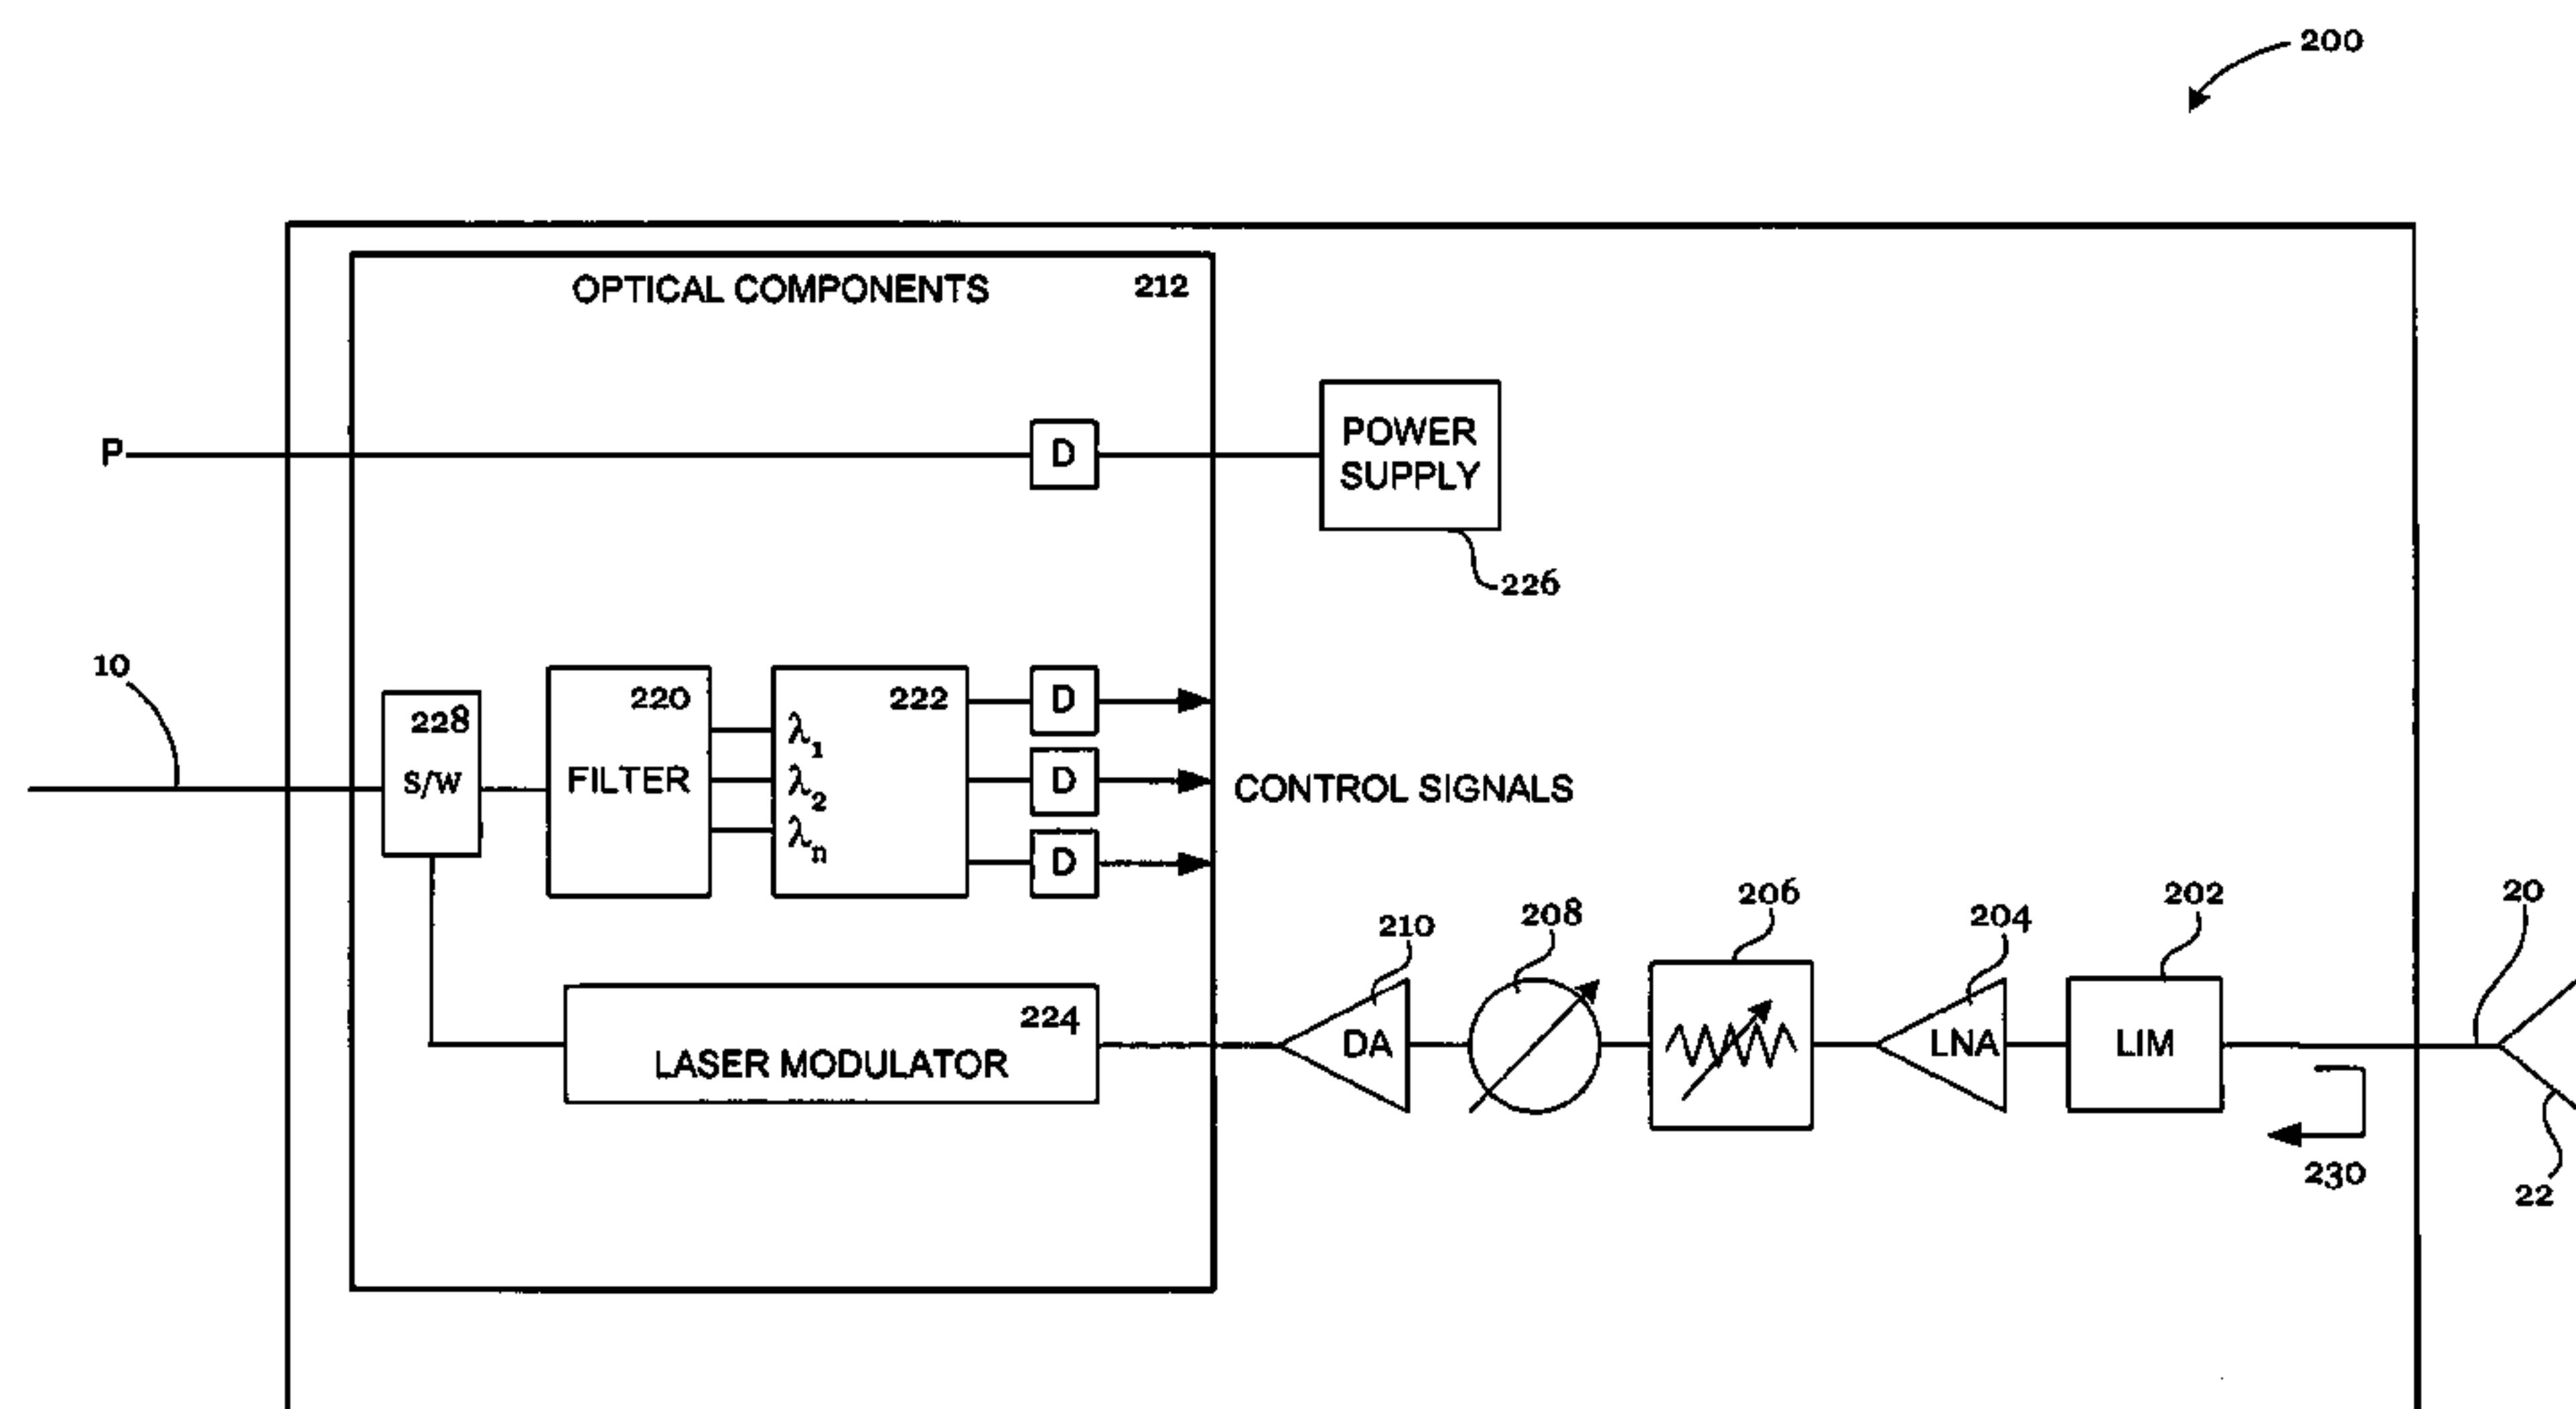 200
OPTICAL COMPONENTS
212
P
D
POWER
SUPPLY
226
10
228
S/W
220
FILTER
222
λ1
λ2
λn
D
D
D
CONTROL SIGNALS
210
DA
208
206
204
LNA
202
LIM
20
224
LASER MODULATOR
230
22